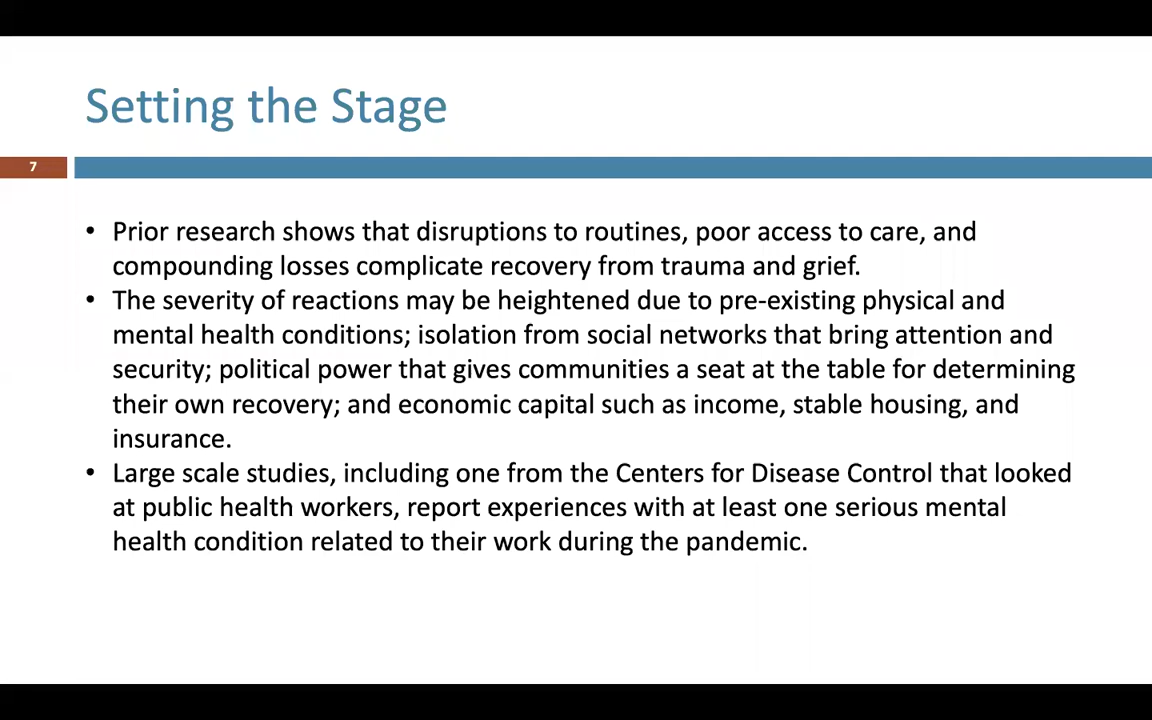 Setting the Stage
7
• Prior research shows that disruptions to routines, poor access to care, and
compounding losses complicate recovery from trauma and grief.
• The severity of reactions may be heightened due to pre-existing physical and
mental health conditions; isolation from social networks that bring attention and
security; political power that gives communities a seat at the table for determining
their own recovery; and economic capital such as income, stable housing, and
insurance.
• Large scale studies, including one from the Centers for Disease Control that looked
at public health workers, report experiences with at least one serious mental
health condition related to their work during the pandemic.